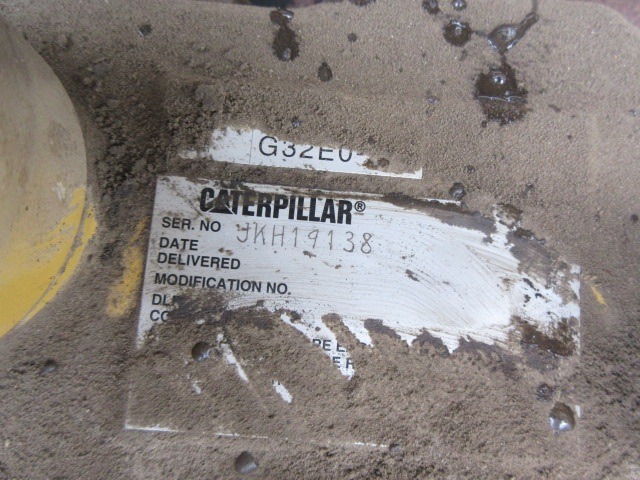 G32E0
CATERPILLAR®
SER. NO JKH19138
DATE
DELIVERED
MODIFICATION NO.